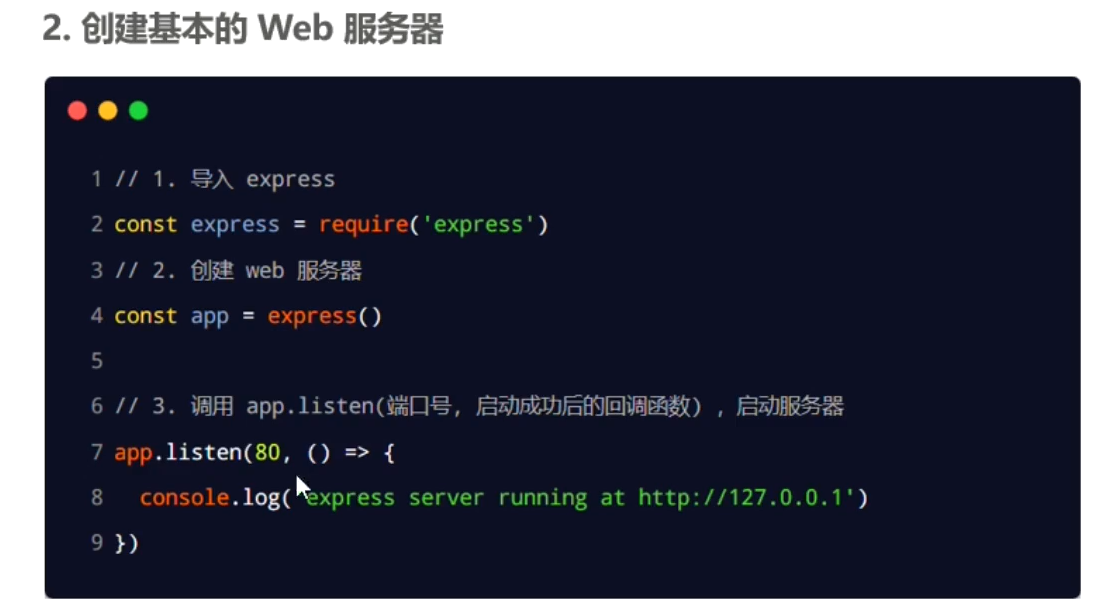 2. 创建基本的 Web 服务器
1 // 1. 导入 express
2 const express = require('express')
3 // 2. 创建 web 服务器
4 const app = express()
5
6 // 3. 调用 app.listen(端口号, 启动成功后的回调函数) , 启动服务器
7 app.listen(80, () => {
8   console.log('express server running at http://127.0.0.1')
9 })